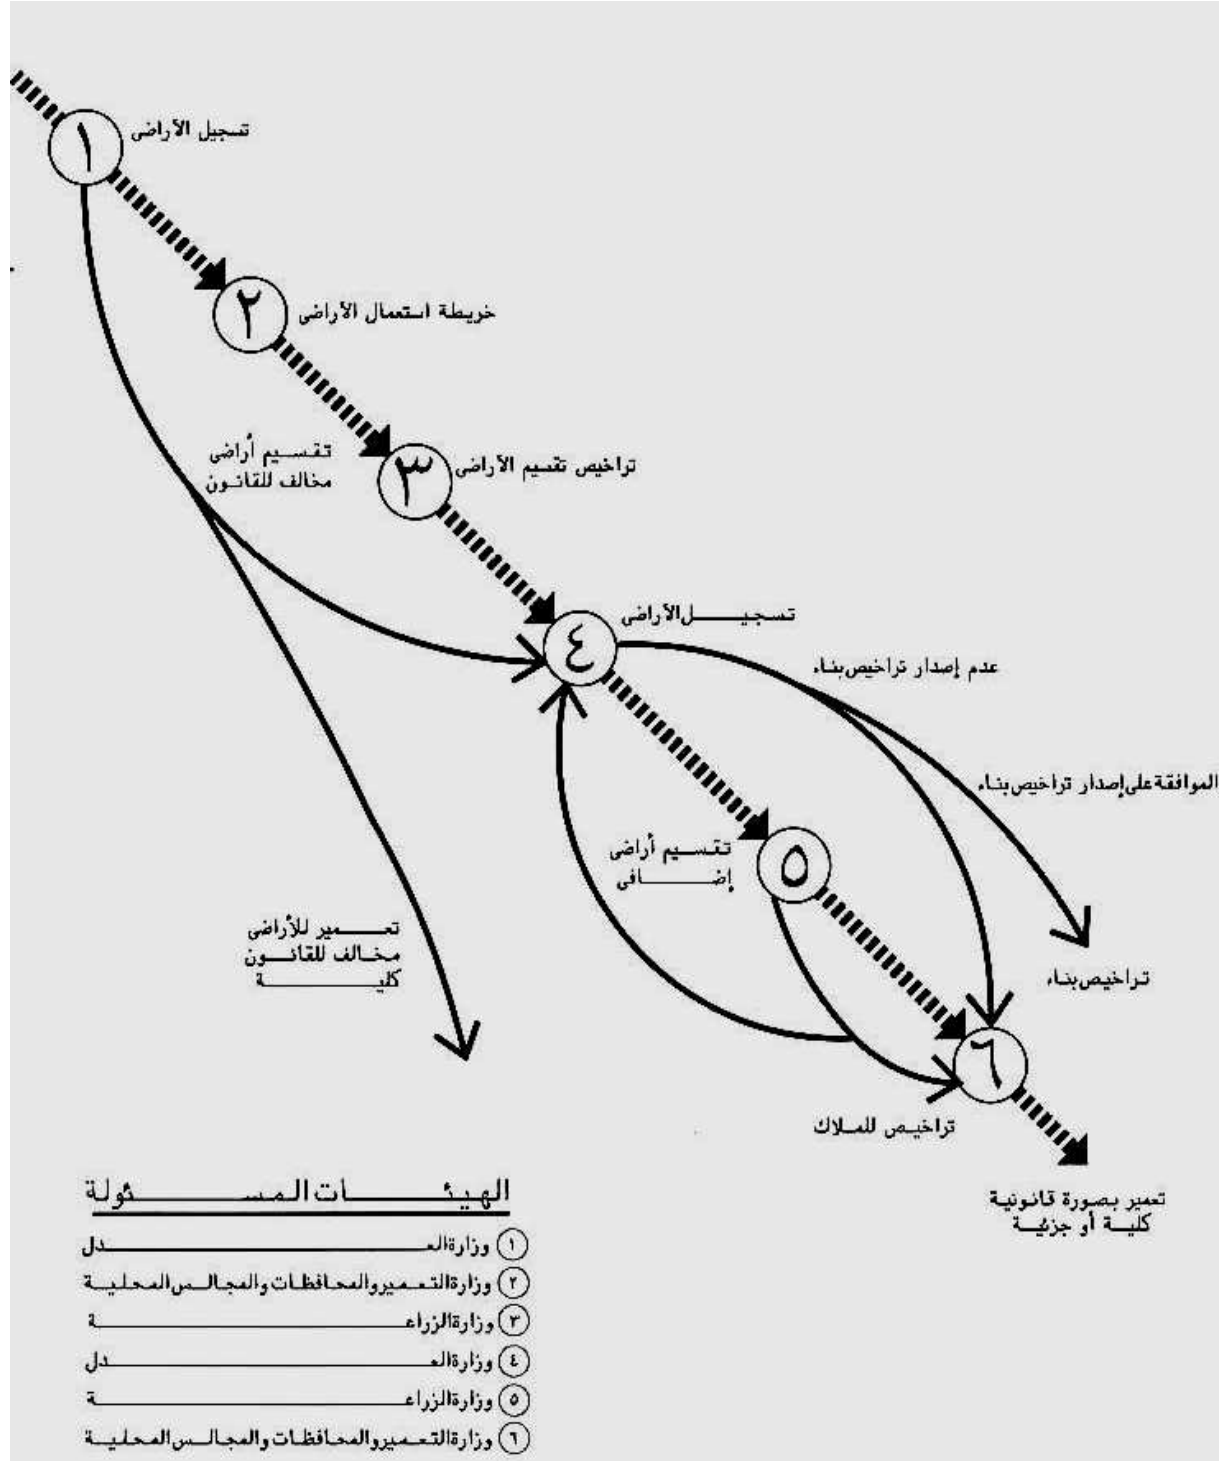 ١
تسجيل الأراضى
٢
خريطة استعمال الأراضى
تقسيم أراضى
مخالف للقانون
٣
تراخيص تقسيم الأراضى
٤
تسجيل الأراضى
عدم إصدار تراخيص بناء
الموافقة على إصدار تراخيص بناء
تقسيم أراضى
إضافى
٥
تعمير للأراضى
مخالف للقانون
كلية
تراخيص بناء
٦
تراخيص للملاك
تعمير بصورة قانونية
كلية أو جزئية
الهيئات المسئولة
١ وزارة العدل
٢ وزارة التعمير والمحافظات والمجالس المحلية
٣ وزارة الزراعة
٤ وزارة العدل
٥ وزارة الزراعة
٦ وزارة التعمير والمحافظات والمجالس المحلية